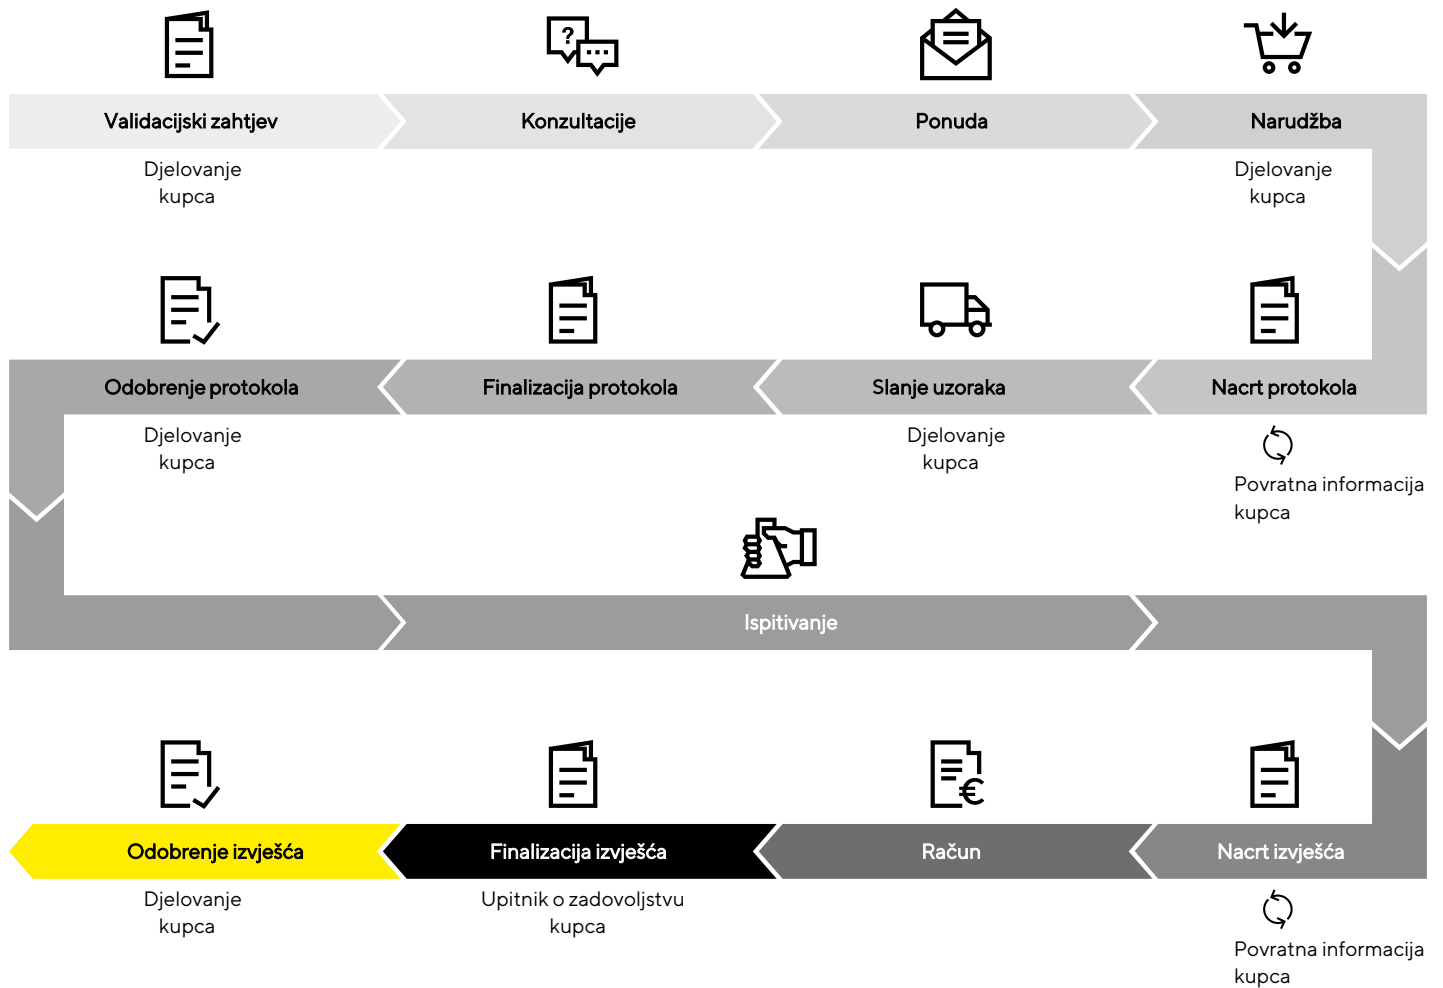 ?
Validacijski zahtjev
Konzultacije
Ponuda
Narudžba
Djelovanje
kupca
Djelovanje
kupca
Odobrenje protokola
Finalizacija protokola
Slanje uzoraka
Nacrt protokola
Djelovanje
kupca
Djelovanje
kupca
Povratna informacija
kupca
Ispitivanje
€
Odobrenje izvješća
Finalizacija izvješća
Račun
Nacrt izvješća
Djelovanje
kupca
Upitnik o zadovoljstvu
kupca
Povratna informacija
kupca